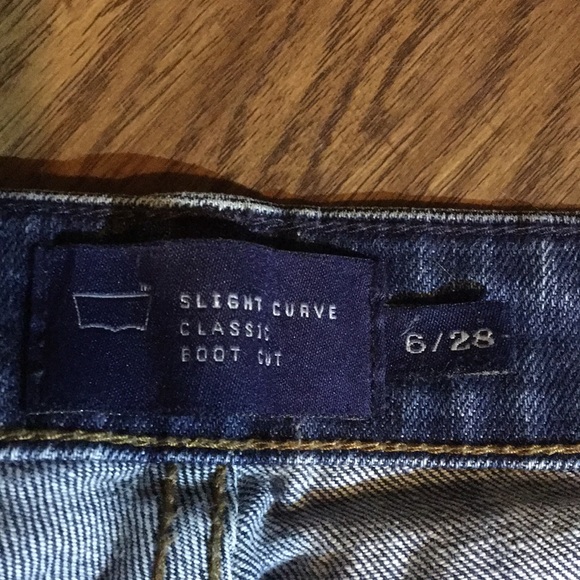 SLIGHT CURVE
CLASSIC
BOOT CUT
6/28